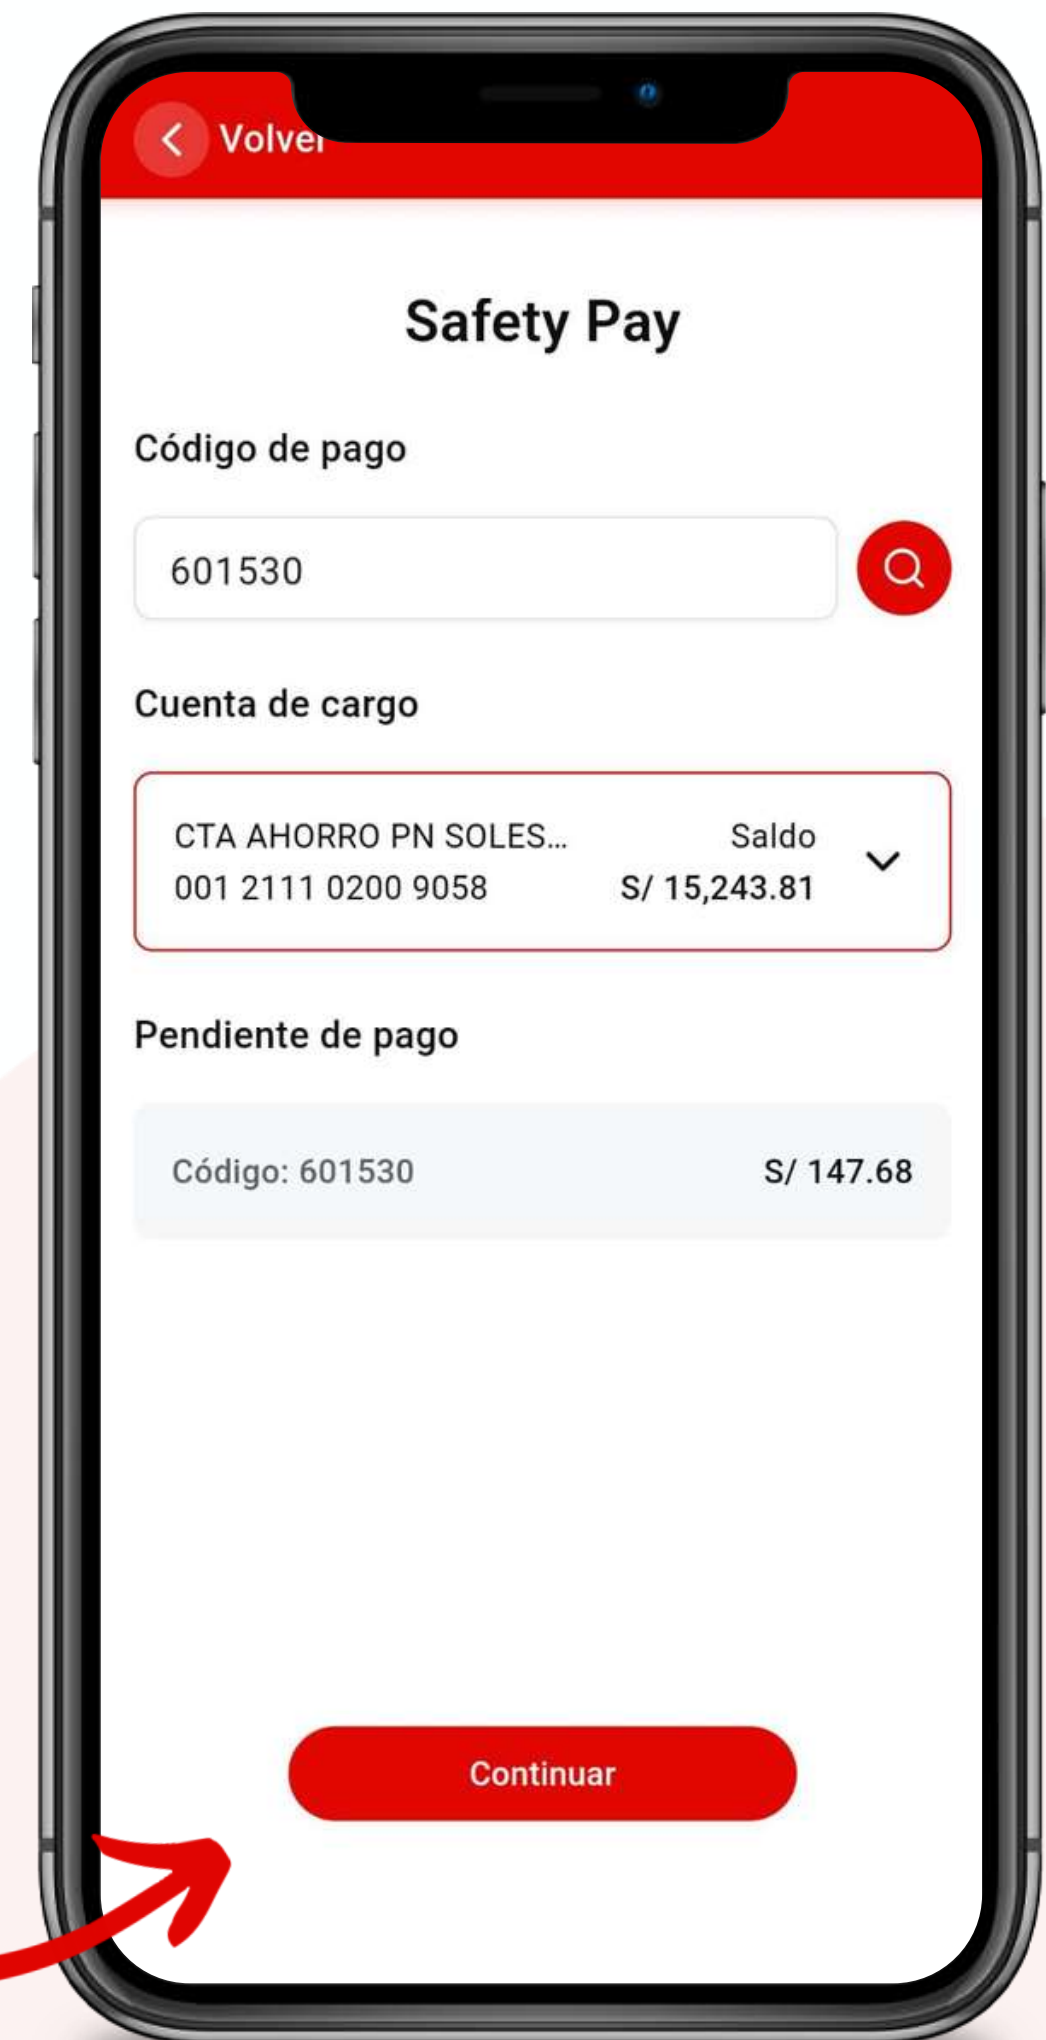 Volver
Safety Pay
Código de pago
601530
Cuenta de cargo
CTA AHORRO PN SOLES... Saldo
001 2111 0200 9058 S/ 15,243.81
Pendiente de pago
Código: 601530 S/ 147.68
Continuar